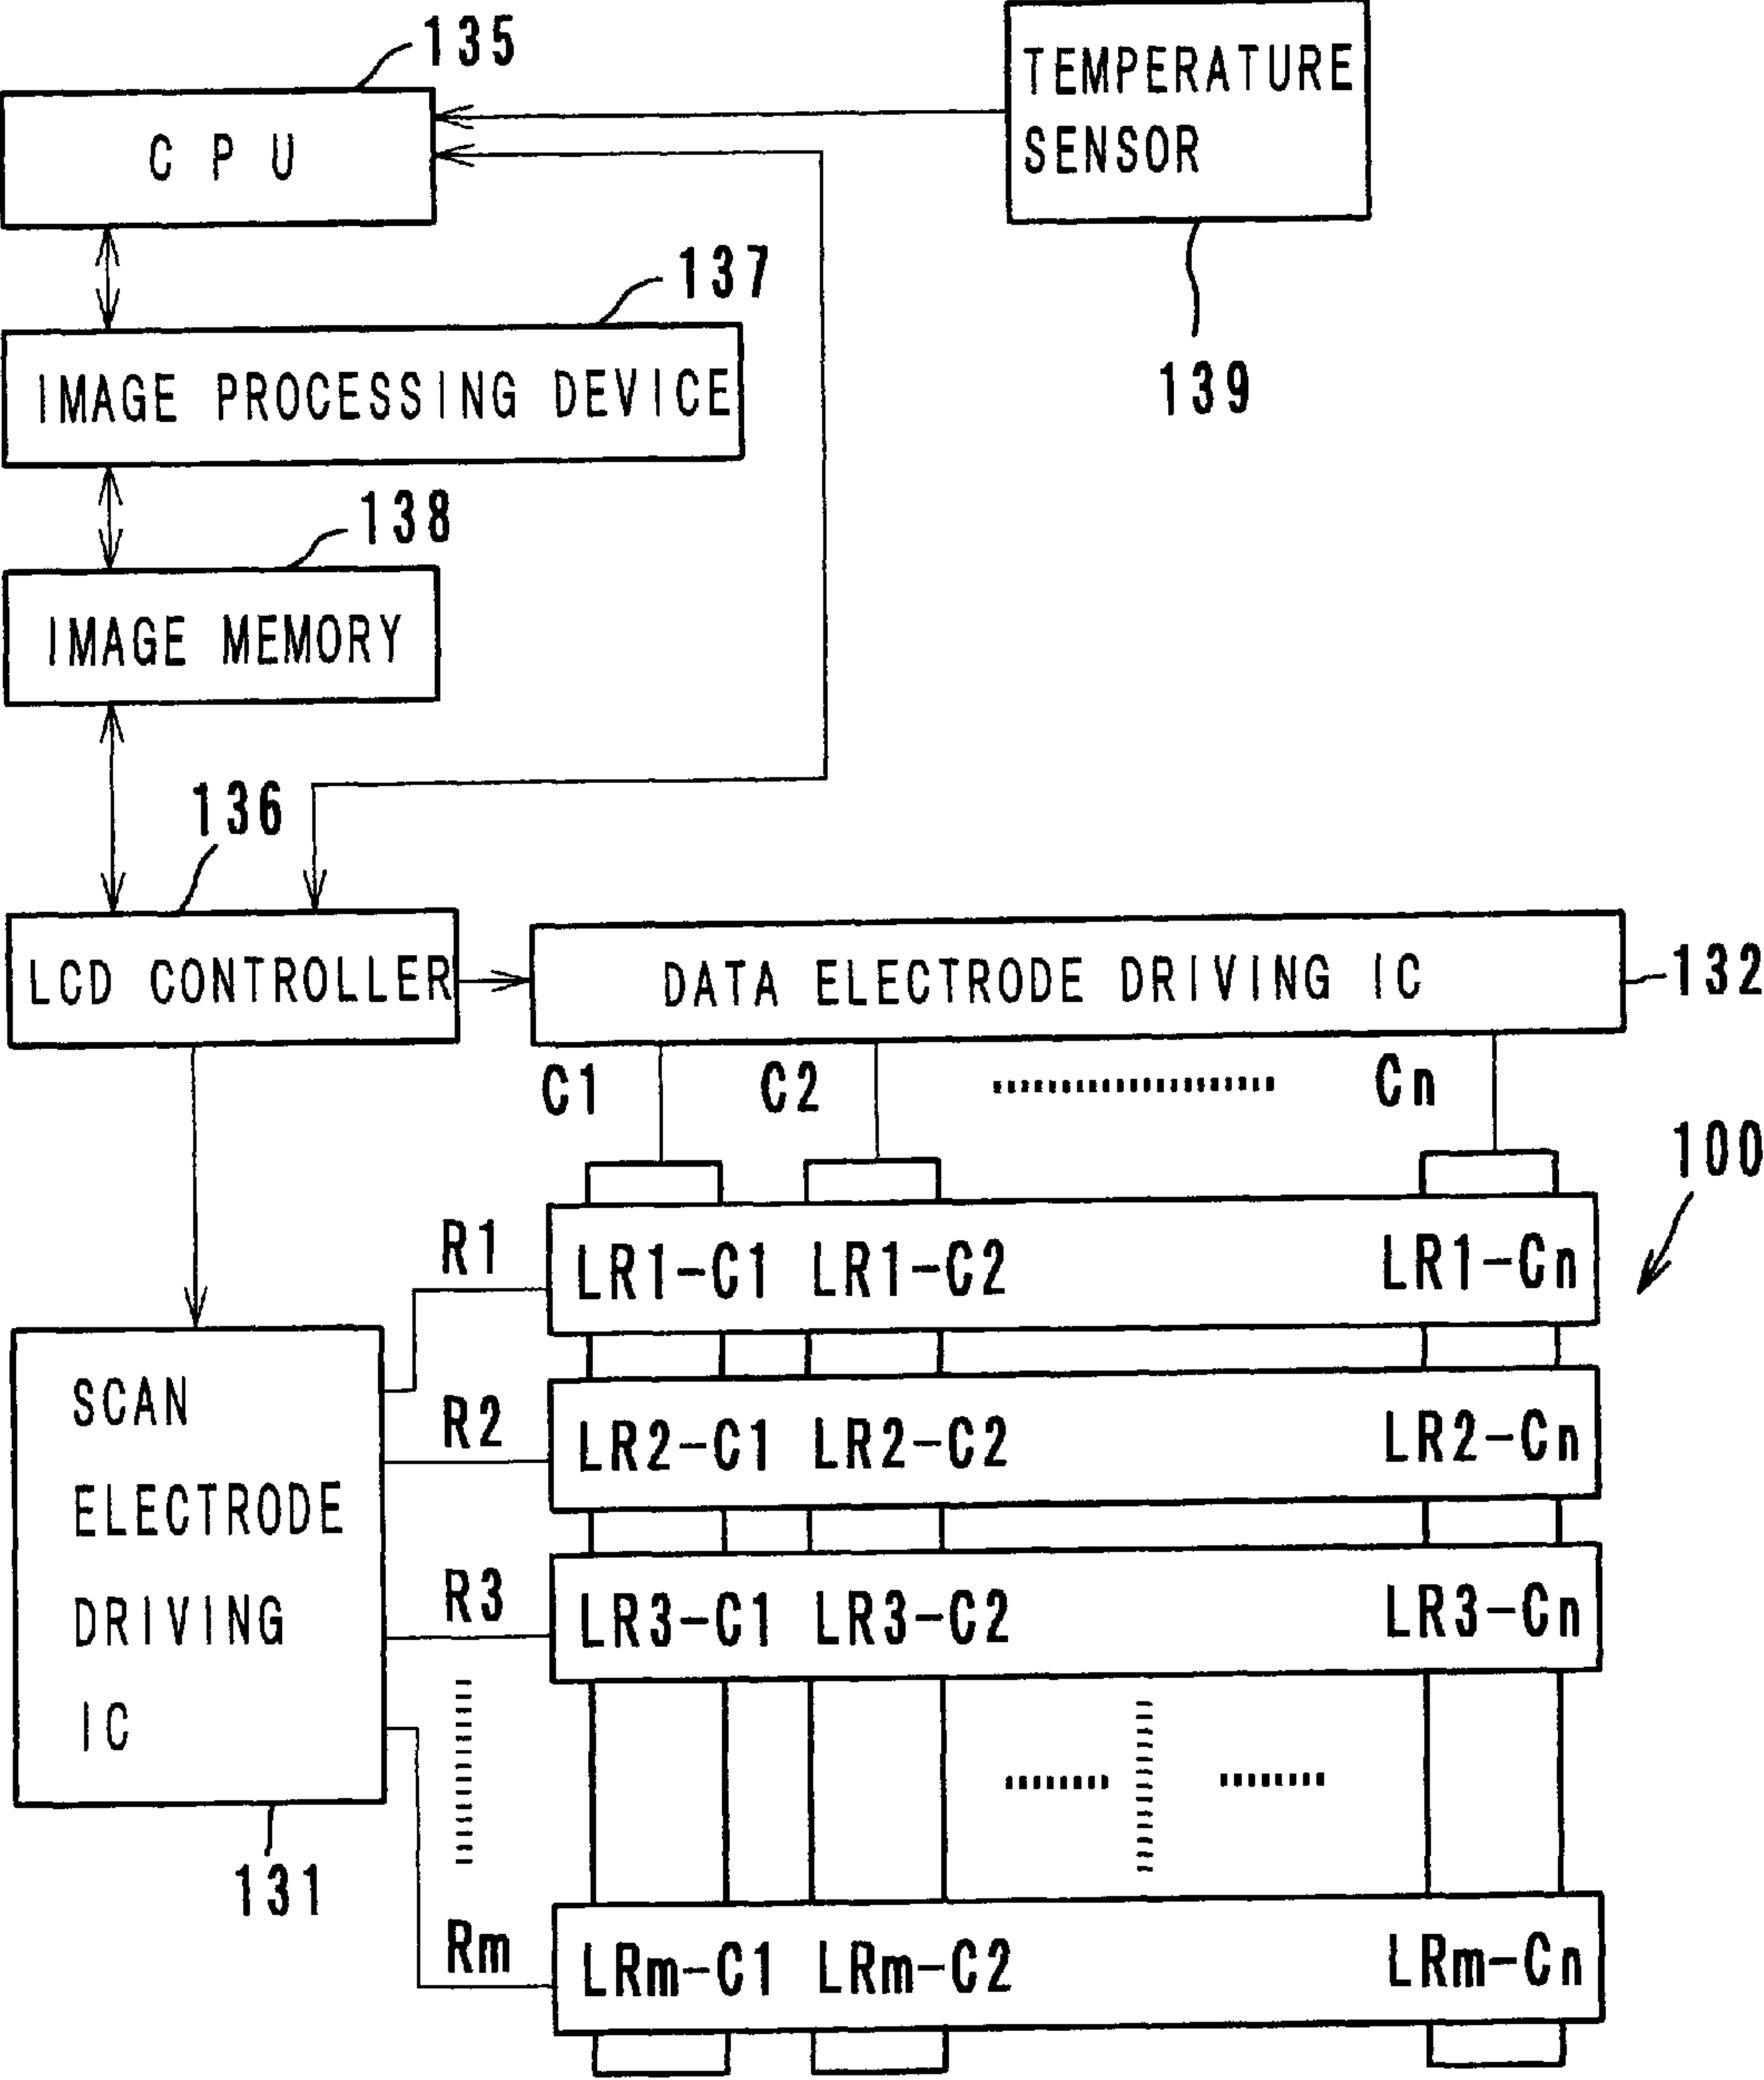 135
TEMPERATURE
SENSOR
CPU
137
139
IMAGE PROCESSING DEVICE
138
IMAGE MEMORY
136
LCD CONTROLLER
DATA ELECTRODE DRIVING IC
132
C1
C2
Cn
100
R1
LR1-C1 LR1-C2 LR1-Cn
SCAN
ELECTRODE
DRIVING
IC
R2
LR2-C1 LR2-C2 LR2-Cn
R3
LR3-C1 LR3-C2 LR3-Cn
131
Rm
LRm-C1 LRm-C2 LRm-Cn